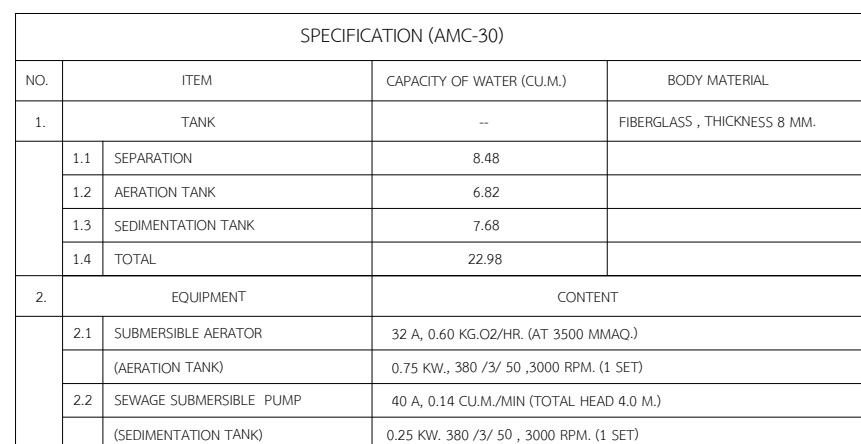 SPECIFICATION (AMC-30)
NO. ITEM CAPACITY OF WATER (CU.M.) BODY MATERIAL
1. TANK -- FIBERGLASS , THICKNESS 8 MM.
1.1 SEPARATION 8.48
1.2 AERATION TANK 6.82
1.3 SEDIMENTATION TANK 7.68
1.4 TOTAL 22.98
2. EQUIPMENT CONTENT
2.1 SUBMERSIBLE AERATOR 32 A, 0.60 KG.O2/HR. (AT 3500 MMAQ.)
(AERATION TANK) 0.75 KW., 380 /3/ 50 ,3000 RPM. (1 SET)
2.2 SEWAGE SUBMERSIBLE PUMP 40 A, 0.14 CU.M./MIN (TOTAL HEAD 4.0 M.)
(SEDIMENTATION TANK) 0.25 KW. 380 /3/ 50 , 3000 RPM. (1 SET)